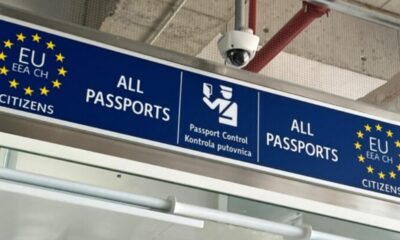 EU
EEA CH
CITIZENS
ALL
PASSPORTS
Passport Control
Kontrola putovnica
ALL
PASSPORTS
EU
EEA CH
CITIZENS